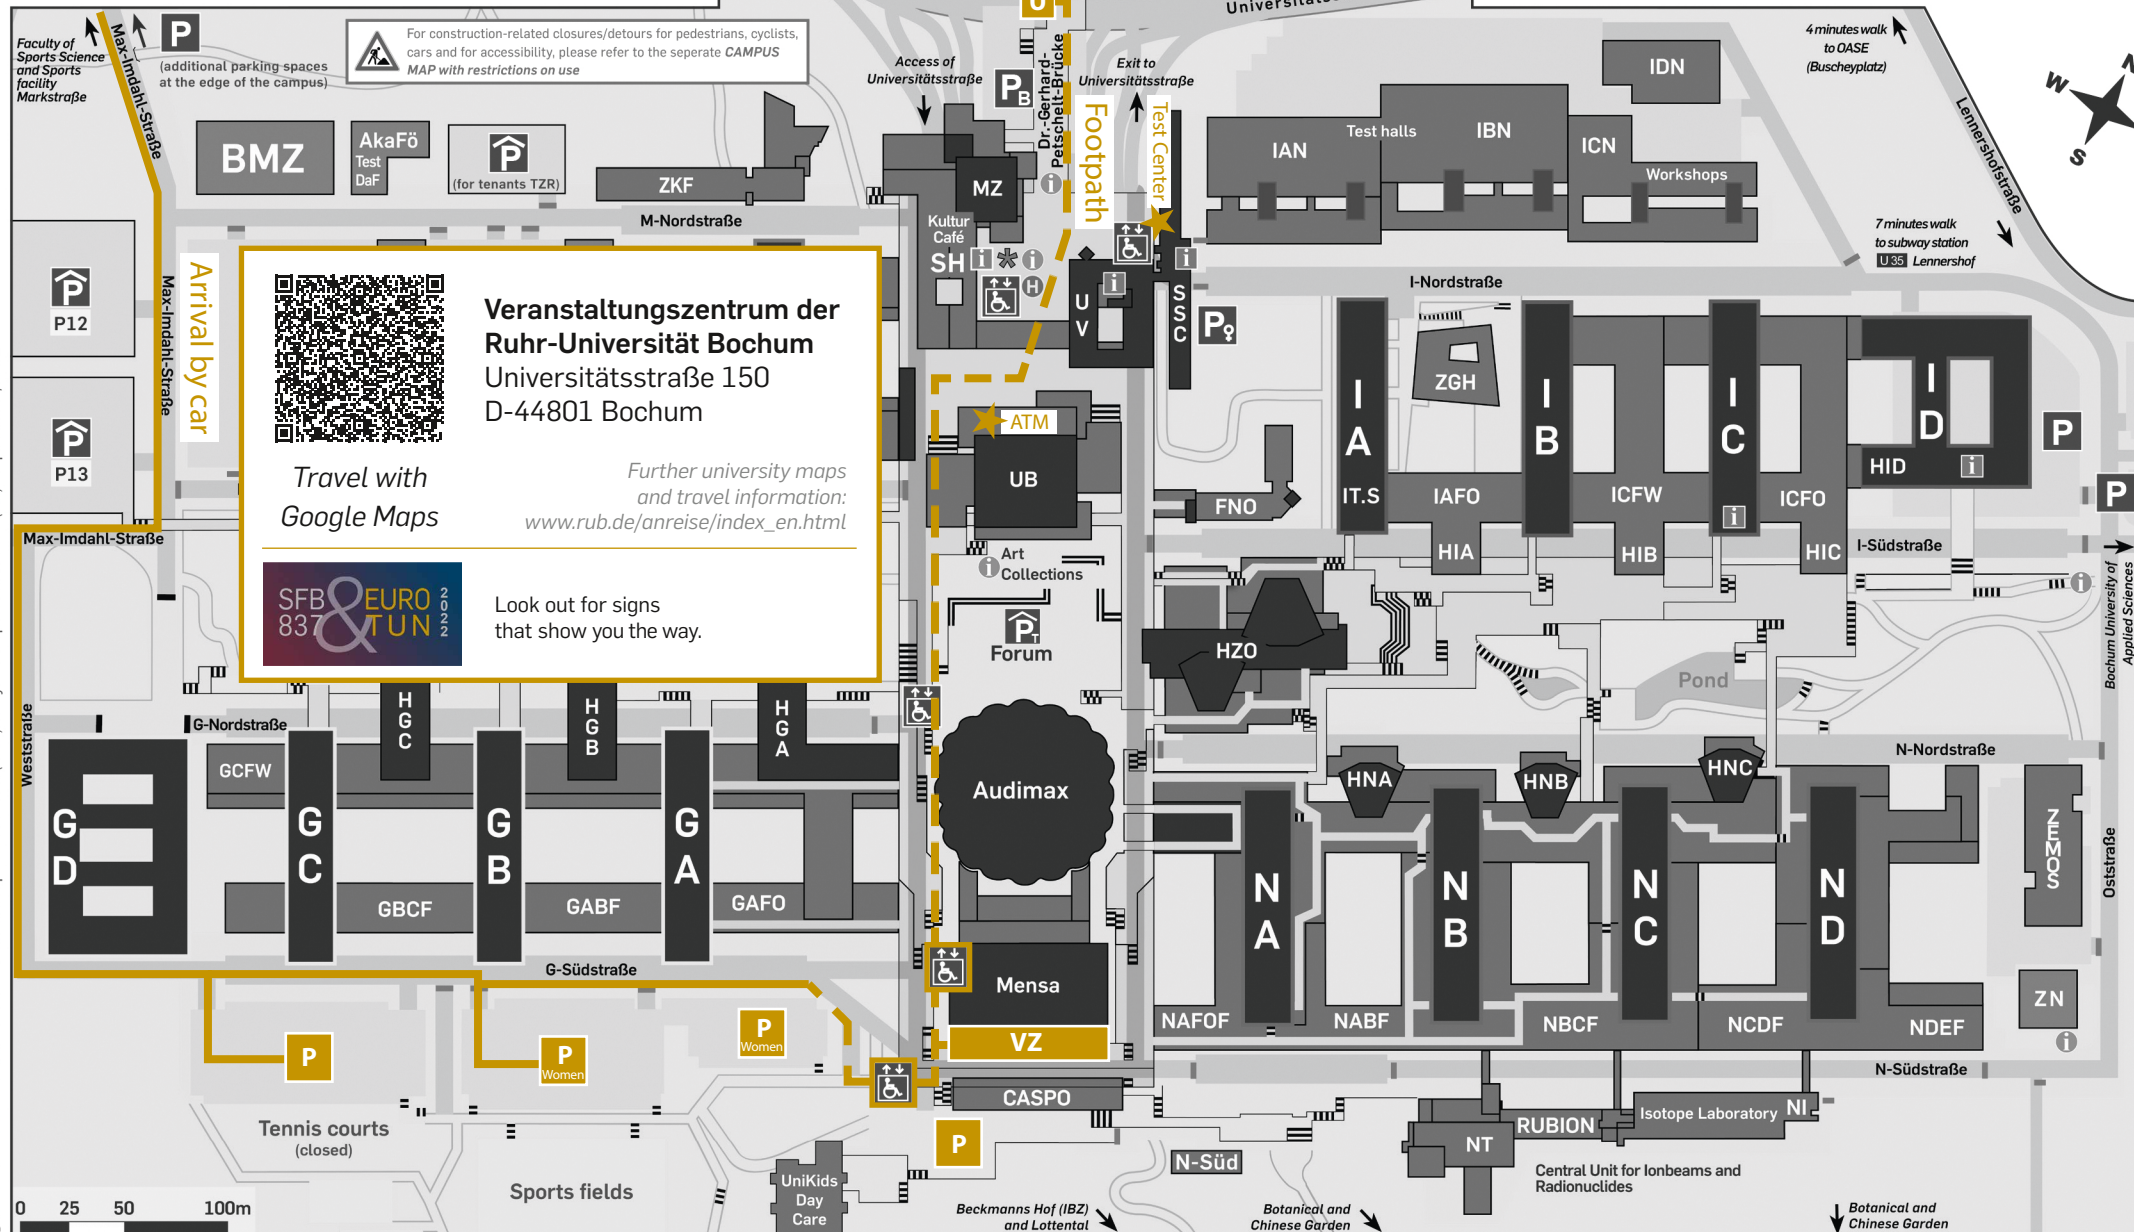 Faculty of
Sports Science
and Sports
facility
Markstraße
Max-Imdahl-Straße
P
(additional parking spaces
at the edge of the campus)
For construction-related closures/detours for pedestrians, cyclists,
cars and for accessibility, please refer to the seperate CAMPUS
MAP with restrictions on use
Access of
Universitätsstraße
PB
Dr.-Gerhard-
Petschelt-Brücke
U
Exit to
Universitätsstraße
Footpath
Test Center
IDN
4 minutes walk
to OASE
(Buscheyplatz)
Lennershofstraße
W
N
S
BMZ
AkaFö
Test
DaF
P
(for tenants TZR)
ZKF
MZ
i
IAN
Test halls
IBN
ICN
Workshops
M-Nordstraße
Kultur
Café
SH
i
i
H
i
i
7 minutes walk
to subway station
U 35 Lennershof
P
P12
Arrival by car
Max-Imdahl-Straße
Veranstaltungszentrum der
Ruhr-Universität Bochum
Universitätsstraße 150
D-44801 Bochum
Travel with
Google Maps
Further university maps
and travel information:
www.rub.de/anreise/index_en.html
SFB
837
&
EURO
TUN
2022
Look out for signs
that show you the way.
UV
SSC
P
I-Nordstraße
IA
IT.S
ZGH
IB
IC
i
ID
HID
i
P
P
P
P13
ATM
UB
FNO
IAFO
ICFW
ICFO
HIA
HIB
HIC
I-Südstraße
i
Max-Imdahl-Straße
Art
Collections
i
PT
Forum
HZO
Pond
Bochum University of
Applied Sciences
Weststraße
G-Nordstraße
HGC
HGB
HGA
GCFW
GD
GC
GB
GA
GBCF
GABF
GAFO
Audimax
HNA
HNB
HNC
N-Nordstraße
NA
NB
NC
ND
ZEMOS
Oststraße
G-Südstraße
Mensa
VZ
NAFOF
NABF
NBCF
NCDF
NDEF
ZN
i
P
P
Women
P
Women
CASPO
N-Südstraße
Tennis courts
(closed)
Sports fields
P
UniKids
Day
Care
N-Süd
NT
RUBION
Isotope Laboratory
NI
Central Unit for Ionbeams and
Radionuclides
0 25 50 100m
Beckmanns Hof (IBZ)
and Lottental
Botanical and
Chinese Garden
Botanical and
Chinese Garden